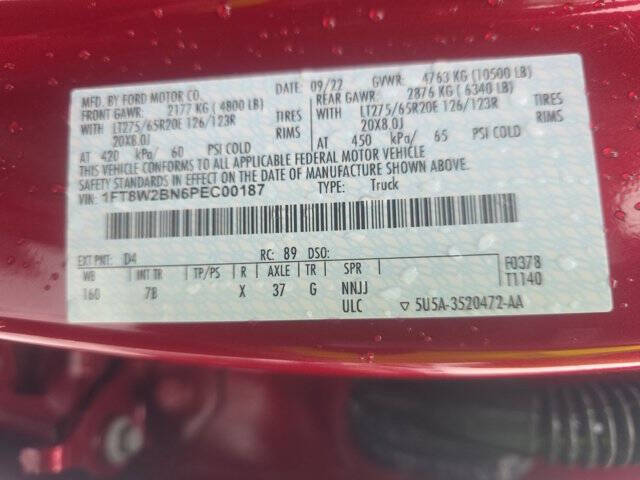 MFD. BY FORD MOTOR CO. DATE: 09/22 GVWR: 4763 KG (10500 LB)
FRONT GAWR: 2177 KG ( 4800 LB) REAR GAWR: 2876 KG ( 6340 LB)
WITH LT275/65R20E 126/123R TIRES WITH LT275/65R20E 126/123R TIRES
20X8.0J RIMS 20X8.0J RIMS
AT 420 kPa/ 60 PSI COLD AT 450 kPa/ 65 PSI COLD
THIS VEHICLE CONFORMS TO ALL APPLICABLE FEDERAL MOTOR VEHICLE
SAFETY STANDARDS IN EFFECT ON THE DATE OF MANUFACTURE SHOWN ABOVE.
VIN: 1FT8W2BN6PEC00187 TYPE: Truck
EXT PNT: D4 RC: 89 DSO: F0378
WB INT TR TP/PS R AXLE TR SPR T1140
160 7B X 37 G NNJJ
ULC ▽ 5U5A-3520472-AA